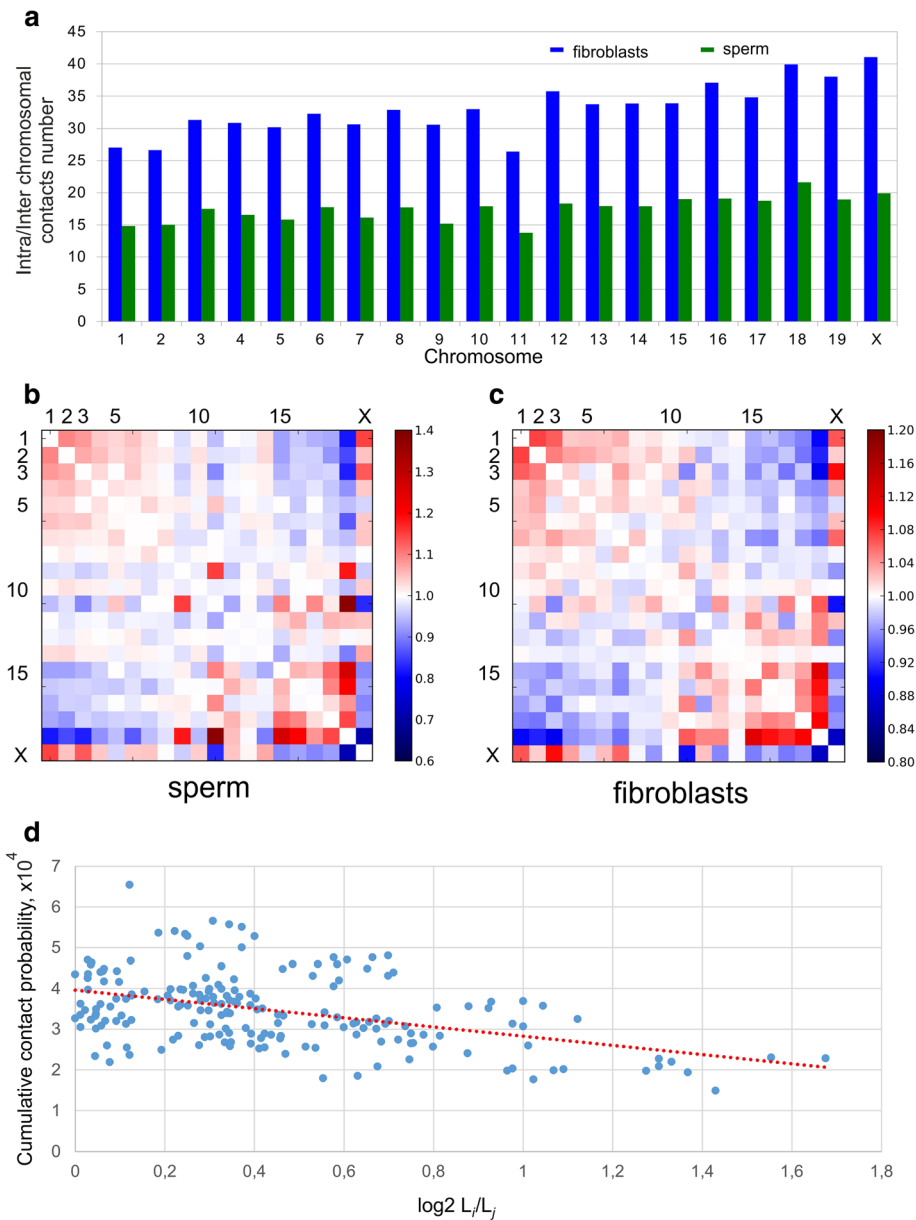 a
45
40
35
30
25
20
15
10
5
0
Intra/Inter chromosomal
contacts number
fibroblasts
sperm
1 2 3 4 5 6 7 8 9 10 11 12 13 14 15 16 17 18 19 X
Chromosome
b
1 2 3 5 10 15 X
1
2
3
5
10
15
X
1.4
1.3
1.2
1.1
1.0
0.9
0.8
0.7
0.6
sperm
c
1 2 3 5 10 15 X
1
2
3
5
10
15
X
1.20
1.16
1.12
1.08
1.04
1.00
0.96
0.92
0.88
0.84
0.80
fibroblasts
d
Cumulative contact probability, x10^4
7
6
5
4
3
2
1
0
0 0,2 0,4 0,6 0,8 1 1,2 1,4 1,6 1,8
log2 Li/Lj